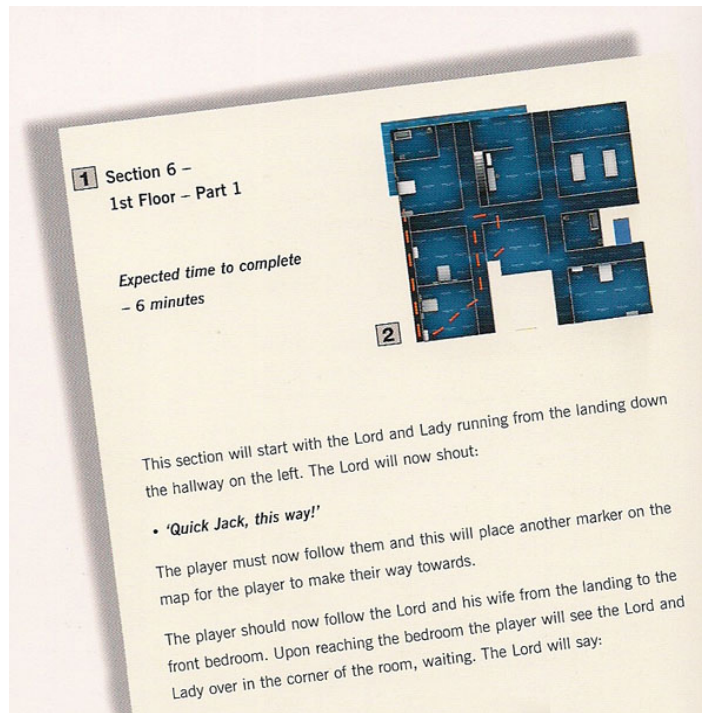 1 Section 6 –
1st Floor – Part 1
Expected time to complete
– 6 minutes
2
This section will start with the Lord and Lady running from the landing down
the hallway on the left. The Lord will now shout:
• ‘Quick Jack, this way!’
The player must now follow them and this will place another marker on the
map for the player to make their way towards.
The player should now follow the Lord and his wife from the landing to the
front bedroom. Upon reaching the bedroom the player will see the Lord and
Lady over in the corner of the room, waiting. The Lord will say: